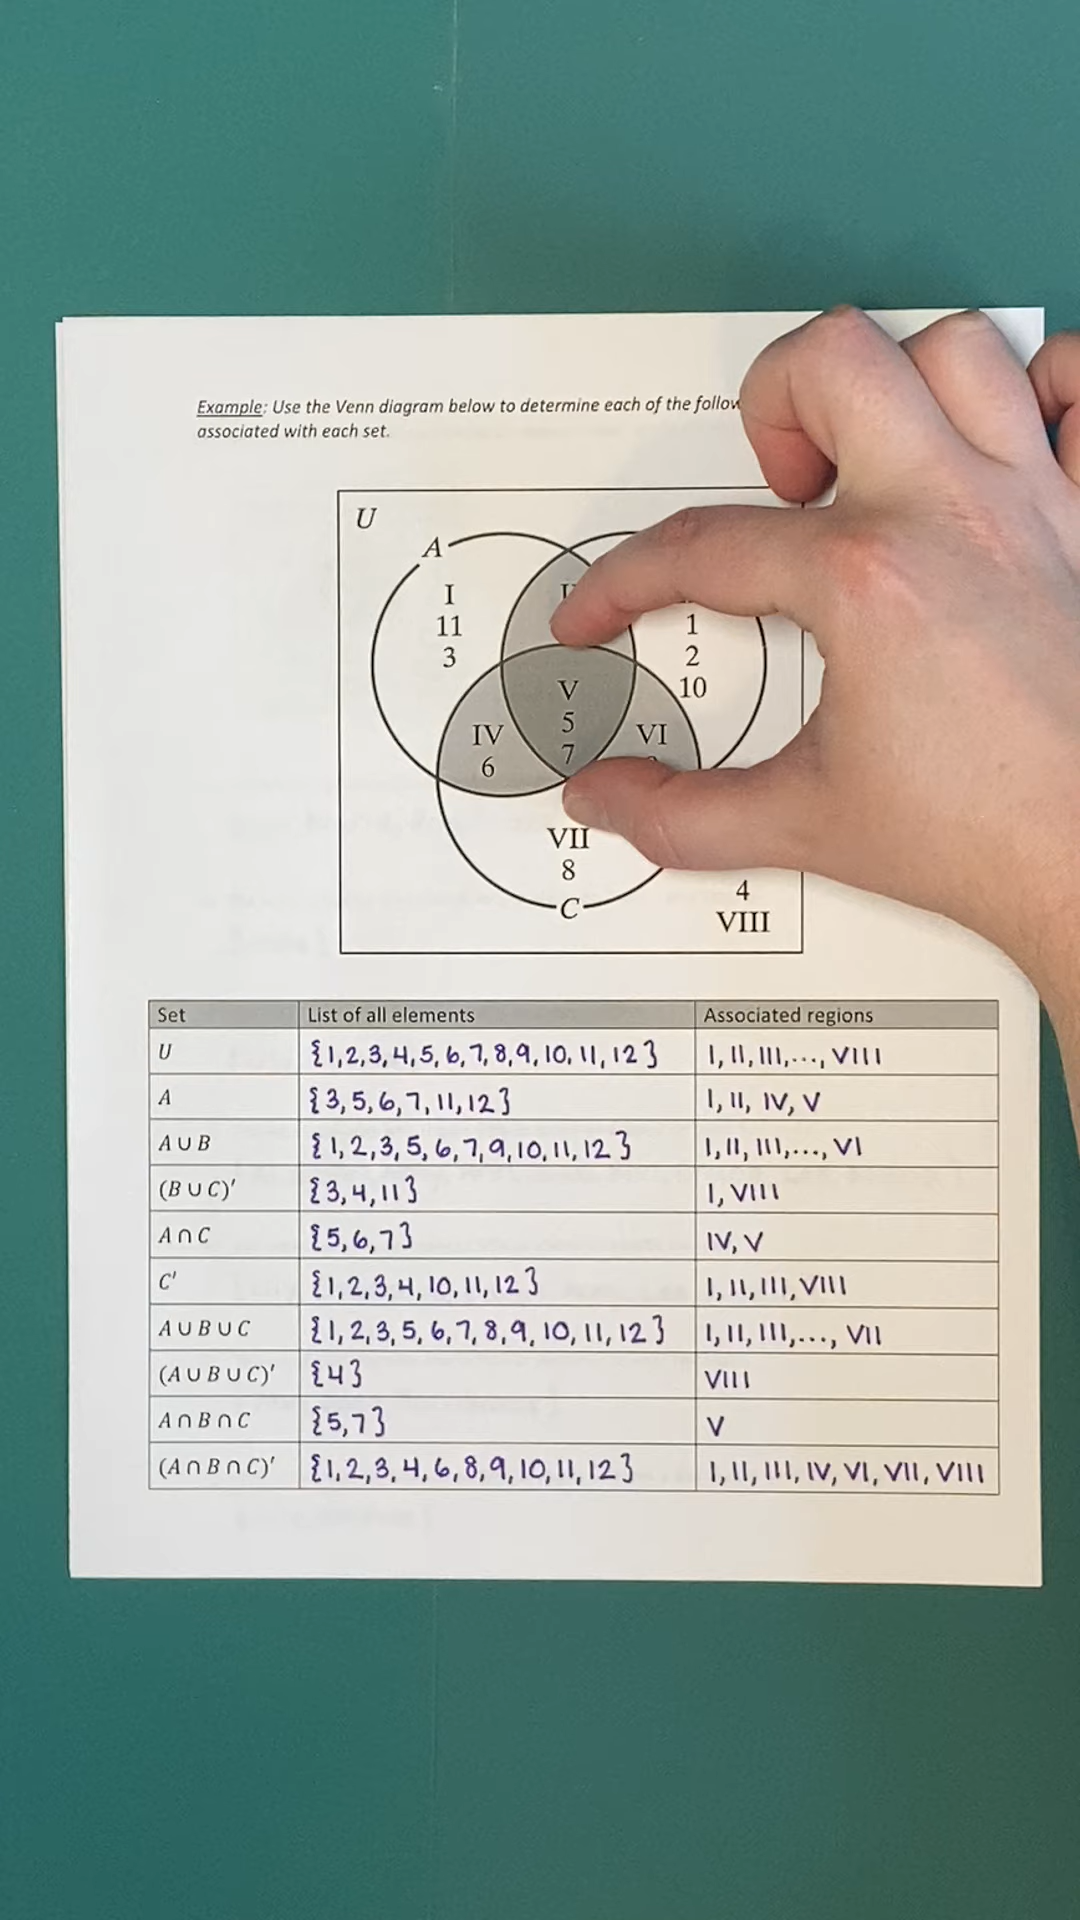 Example: Use the Venn diagram below to determine each of the
associated with each set.
U
A
I
11
3
1
2
10
V
5
7
IV
6
VI
VII
8
C
4
VIII
Set List of all elements Associated regions
U {1,2,3,4,5,6,7,8,9,10,11,12} I,II,III,..., VIII
A {3,5,6,7,11,12} I,II, IV, V
A ∪ B {1,2,3,5,6,7,9,10,11,12} I,II,III,..., VI
(B ∪ C)′ {3,4,11} I, VIII
A ∩ C {5,6,7} IV, V
C′ {1,2,3,4,10,11,12} I,II,III,VIII
A ∪ B ∪ C {1,2,3,5,6,7,8,9,10,11,12} I,II,III,..., VII
(A ∪ B ∪ C)′ {4} VIII
A ∩ B ∩ C {5,7} V
(A ∩ B ∩ C)′ {1,2,3,4,6,8,9,10,11,12} I,II,III,IV,VI,VII,VIII